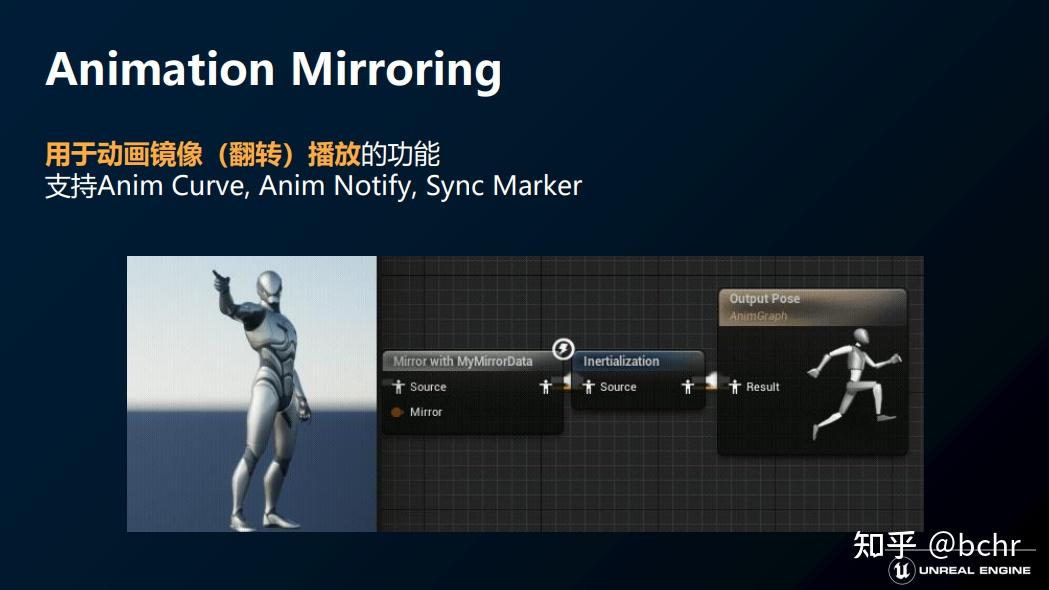 Animation Mirroring
用于动画镜像（翻转）播放的功能
支持Anim Curve, Anim Notify, Sync Marker
Mirror with MyMirrorData
Source
Mirror
Inertialization
Source
Output Pose
AnimGraph
Result
知乎 @bchr
UNREAL ENGINE